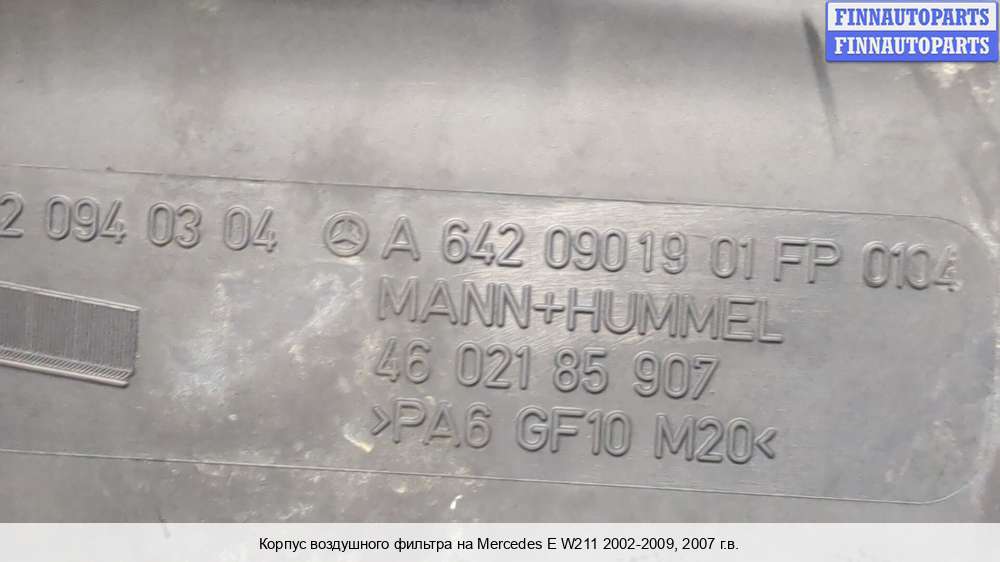 FINNAUTOPARTS
FINNAUTOPARTS
2 094 03 04 A 642 090 19 01 FP 0104
MANN+HUMMEL
46 021 85 907
>PA6 GF10 M20<
Корпус воздушного фильтра на Mercedes E W211 2002-2009, 2007 г.в.